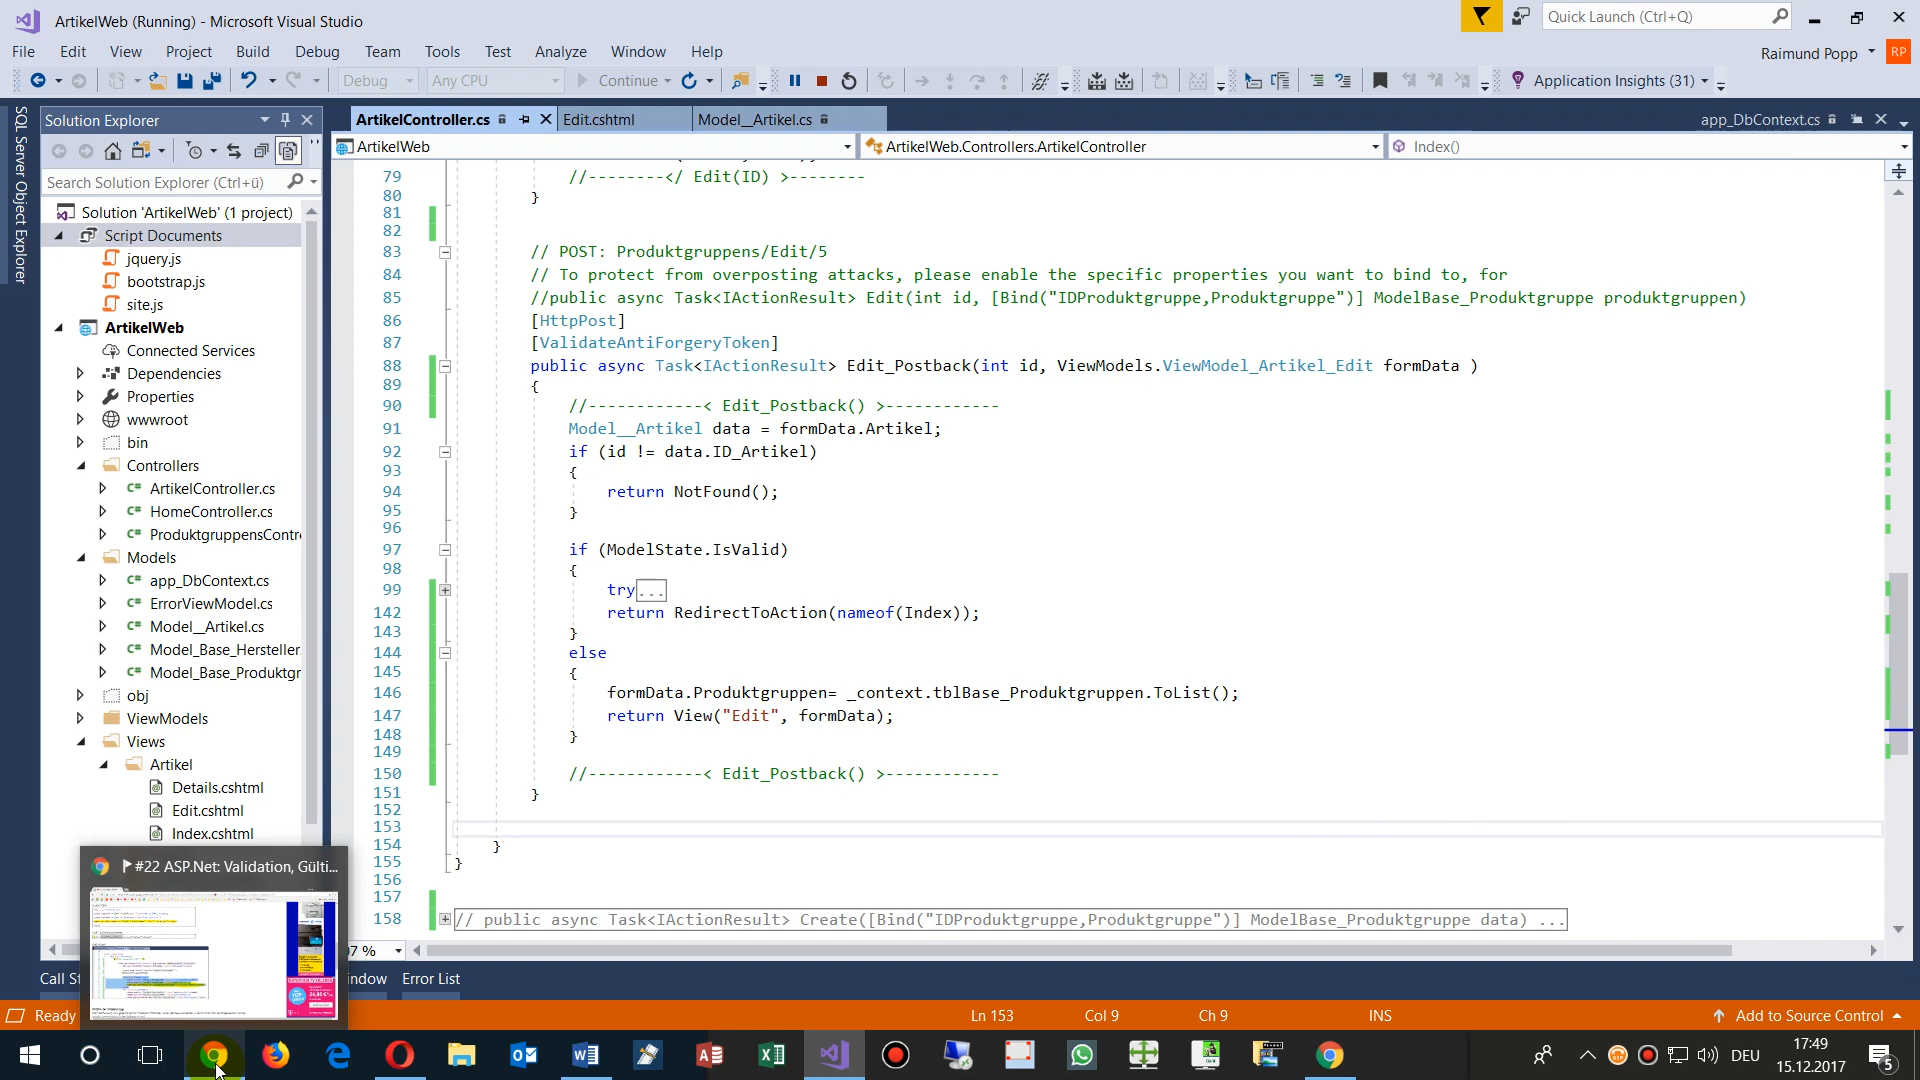 ArtikelWeb (Running) - Microsoft Visual Studio
Quick Launch (Ctrl+Q)
File Edit View Project Build Debug Team Tools Test Analyze Window Help
Raimund Popp RP
Debug Any CPU Continue Application Insights (31)
SQL Server Object Explorer
Solution Explorer
Search Solution Explorer (Ctrl+ü)
Solution 'ArtikelWeb' (1 project)
Script Documents
jquery.js
bootstrap.js
site.js
ArtikelWeb
Connected Services
Dependencies
Properties
wwwroot
bin
Controllers
C# ArtikelController.cs
C# HomeController.cs
C# ProduktgruppensContr
Models
C# app_DbContext.cs
C# ErrorViewModel.cs
C# Model__Artikel.cs
C# Model_Base_Hersteller
C# Model_Base_Produktgr
obj
ViewModels
Views
Artikel
Details.cshtml
Edit.cshtml
Index.cshtml
ArtikelController.cs Edit.cshtml Model__Artikel.cs app_DbContext.cs
ArtikelWeb ArtikelWeb.Controllers.ArtikelController Index()
79 //--------</ Edit(ID) >--------
80 }
81
82
83 // POST: Produktgruppens/Edit/5
84 // To protect from overposting attacks, please enable the specific properties you want to bind to, for
85 //public async Task<IActionResult> Edit(int id, [Bind("IDProduktgruppe,Produktgruppe")] ModelBase_Produktgruppe produktgruppen)
86 [HttpPost]
87 [ValidateAntiForgeryToken]
88 public async Task<IActionResult> Edit_Postback(int id, ViewModels.ViewModel_Artikel_Edit formData )
89 {
90 //------------< Edit_Postback() >------------
91 Model__Artikel data = formData.Artikel;
92 if (id != data.ID_Artikel)
93 {
94 return NotFound();
95 }
96
97 if (ModelState.IsValid)
98 {
99 try...
142 return RedirectToAction(nameof(Index));
143 }
144 else
145 {
146 formData.Produktgruppen= _context.tblBase_Produktgruppen.ToList();
147 return View("Edit", formData);
148 }
149
150 //------------< Edit_Postback() >------------
151 }
152
153
154 }
155 }
156
157
158 // public async Task<IActionResult> Create([Bind("IDProduktgruppe,Produktgruppe")] ModelBase_Produktgruppe data) ...
7 %
#22 ASP.Net: Validation, Gülti...
Call St
ndow Error List
Ready Ln 153 Col 9 Ch 9 INS Add to Source Control
DEU 17:49
15.12.2017
5